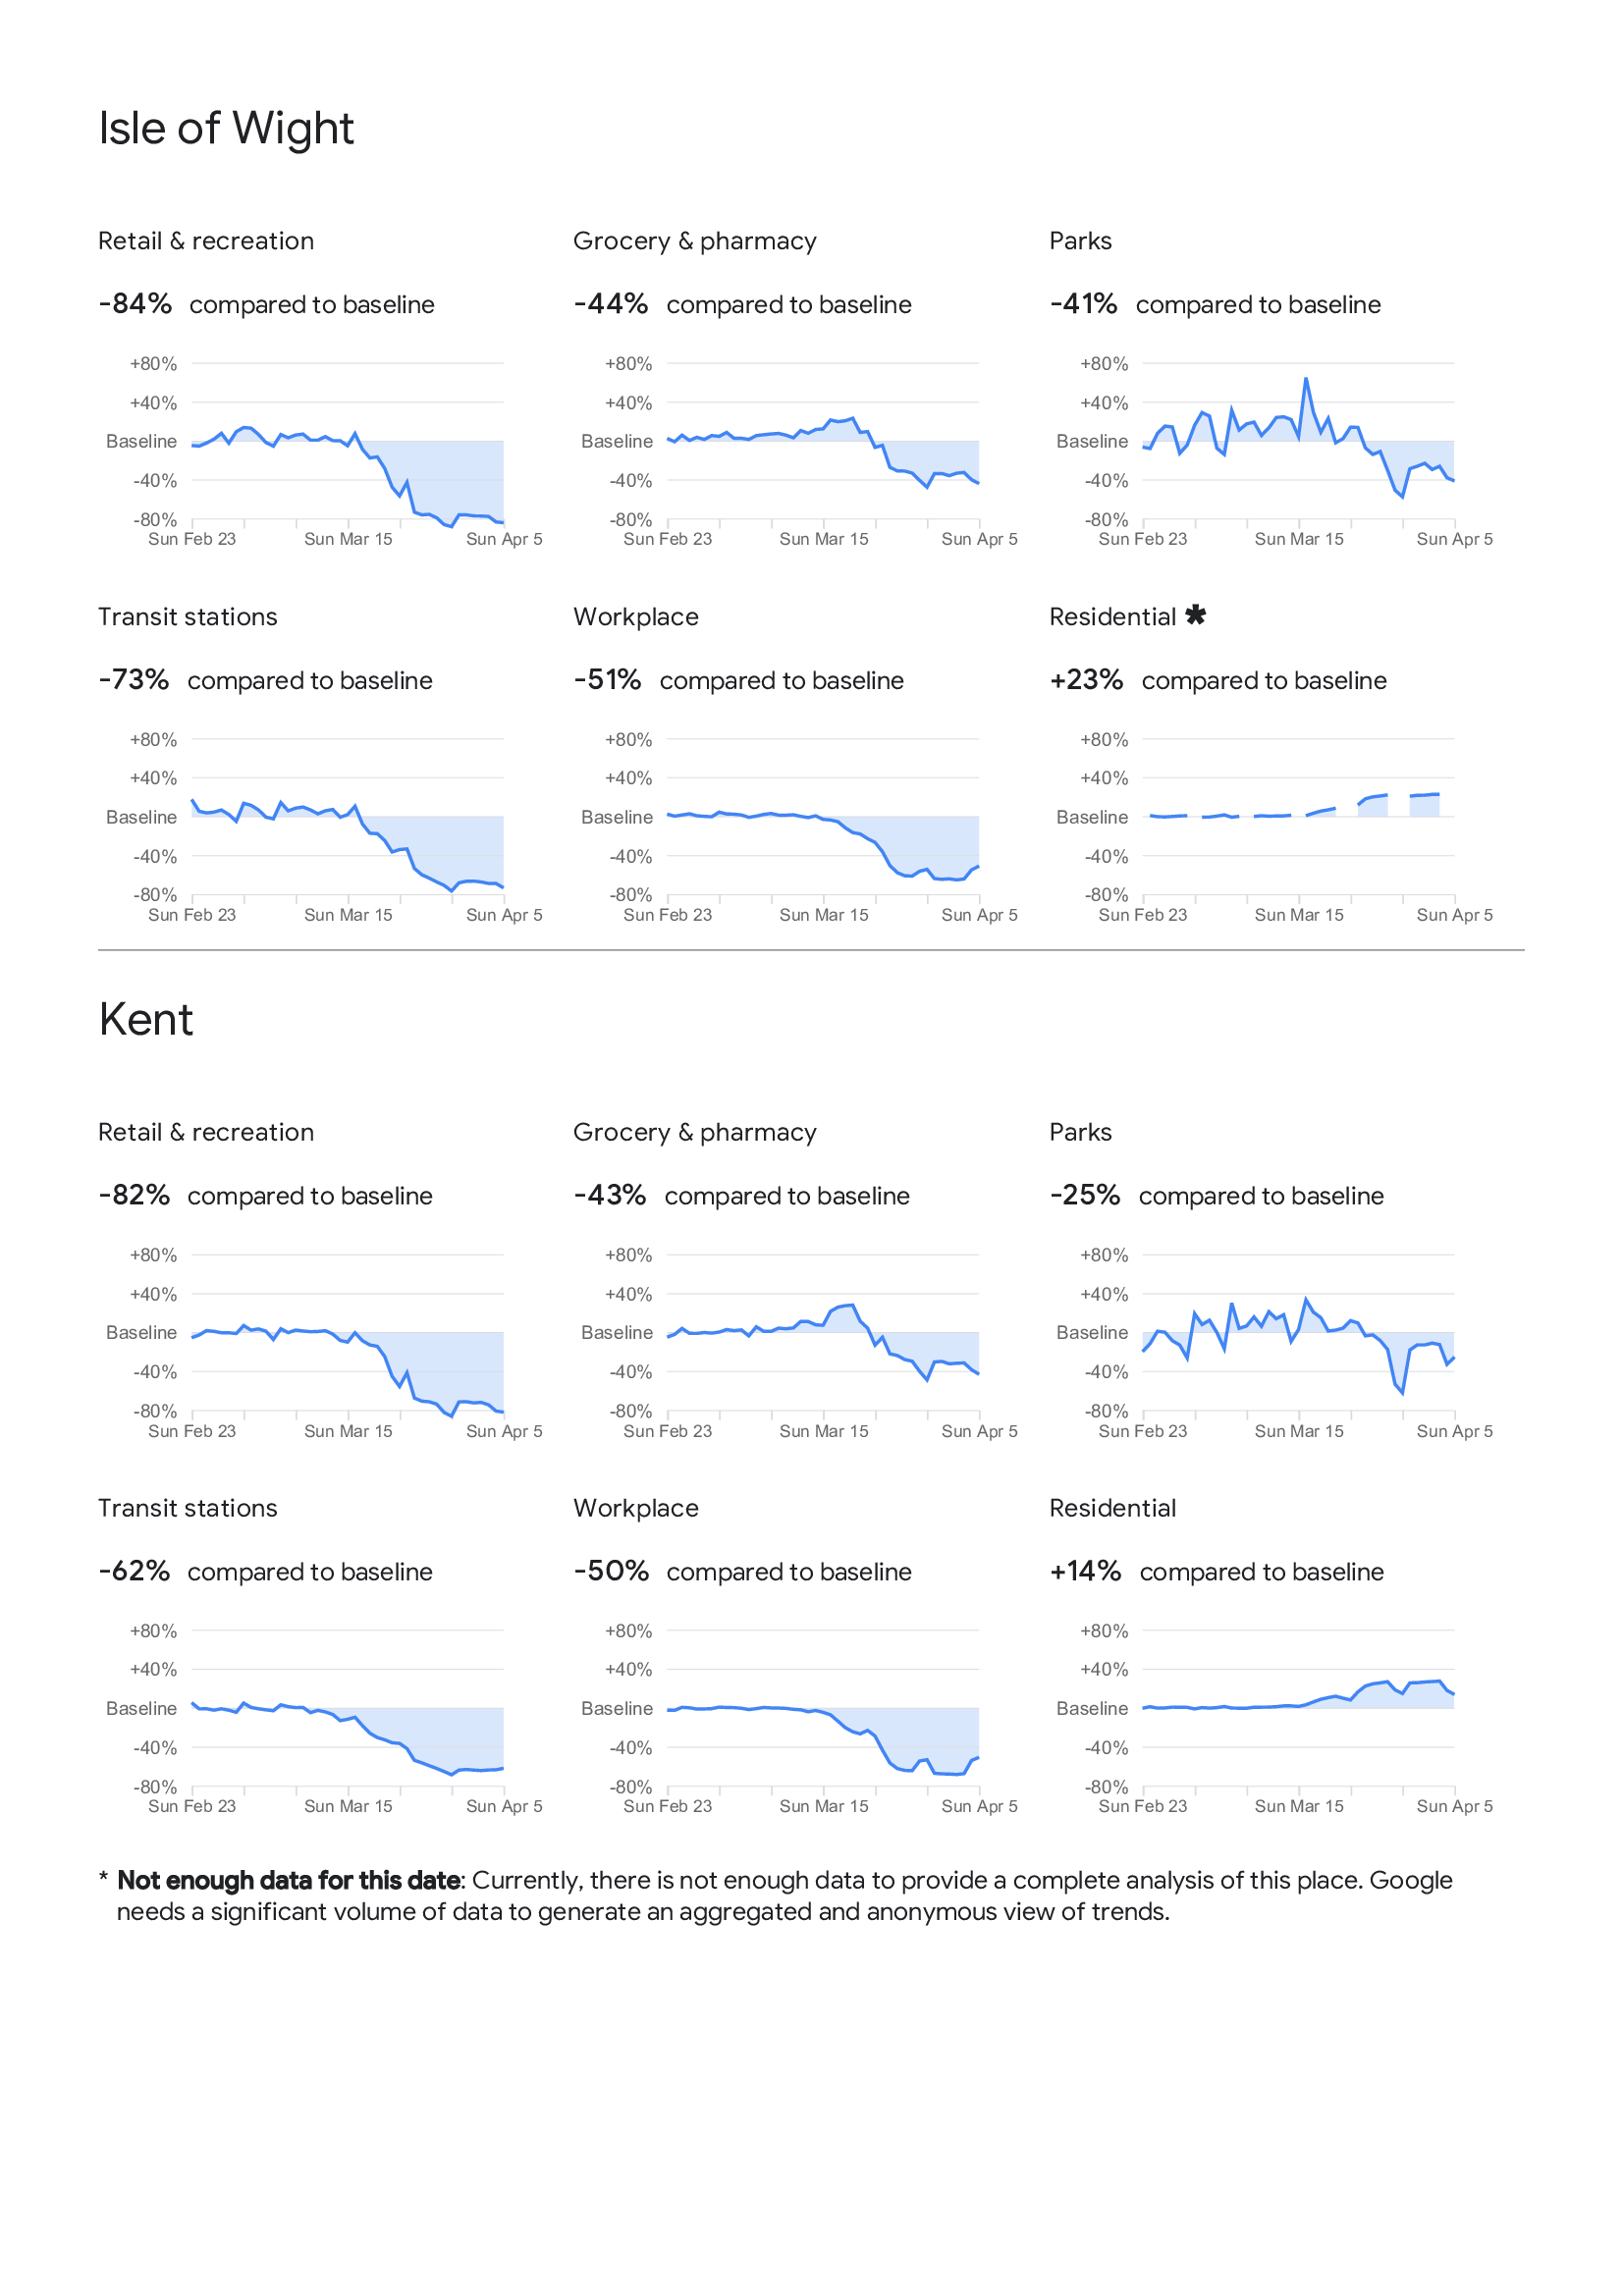 Isle of Wight
Retail & recreation
-84% compared to baseline
+80%
+40%
Baseline
-40%
-80%
Sun Feb 23 Sun Mar 15 Sun Apr 5
Grocery & pharmacy
-44% compared to baseline
+80%
+40%
Baseline
-40%
-80%
Sun Feb 23 Sun Mar 15 Sun Apr 5
Parks
-41% compared to baseline
+80%
+40%
Baseline
-40%
-80%
Sun Feb 23 Sun Mar 15 Sun Apr 5
Transit stations
-73% compared to baseline
+80%
+40%
Baseline
-40%
-80%
Sun Feb 23 Sun Mar 15 Sun Apr 5
Workplace
-51% compared to baseline
+80%
+40%
Baseline
-40%
-80%
Sun Feb 23 Sun Mar 15 Sun Apr 5
Residential *
+23% compared to baseline
+80%
+40%
Baseline
-40%
-80%
Sun Feb 23 Sun Mar 15 Sun Apr 5
Kent
Retail & recreation
-82% compared to baseline
+80%
+40%
Baseline
-40%
-80%
Sun Feb 23 Sun Mar 15 Sun Apr 5
Grocery & pharmacy
-43% compared to baseline
+80%
+40%
Baseline
-40%
-80%
Sun Feb 23 Sun Mar 15 Sun Apr 5
Parks
-25% compared to baseline
+80%
+40%
Baseline
-40%
-80%
Sun Feb 23 Sun Mar 15 Sun Apr 5
Transit stations
-62% compared to baseline
+80%
+40%
Baseline
-40%
-80%
Sun Feb 23 Sun Mar 15 Sun Apr 5
Workplace
-50% compared to baseline
+80%
+40%
Baseline
-40%
-80%
Sun Feb 23 Sun Mar 15 Sun Apr 5
Residential
+14% compared to baseline
+80%
+40%
Baseline
-40%
-80%
Sun Feb 23 Sun Mar 15 Sun Apr 5
* Not enough data for this date: Currently, there is not enough data to provide a complete analysis of this place. Google
needs a significant volume of data to generate an aggregated and anonymous view of trends.